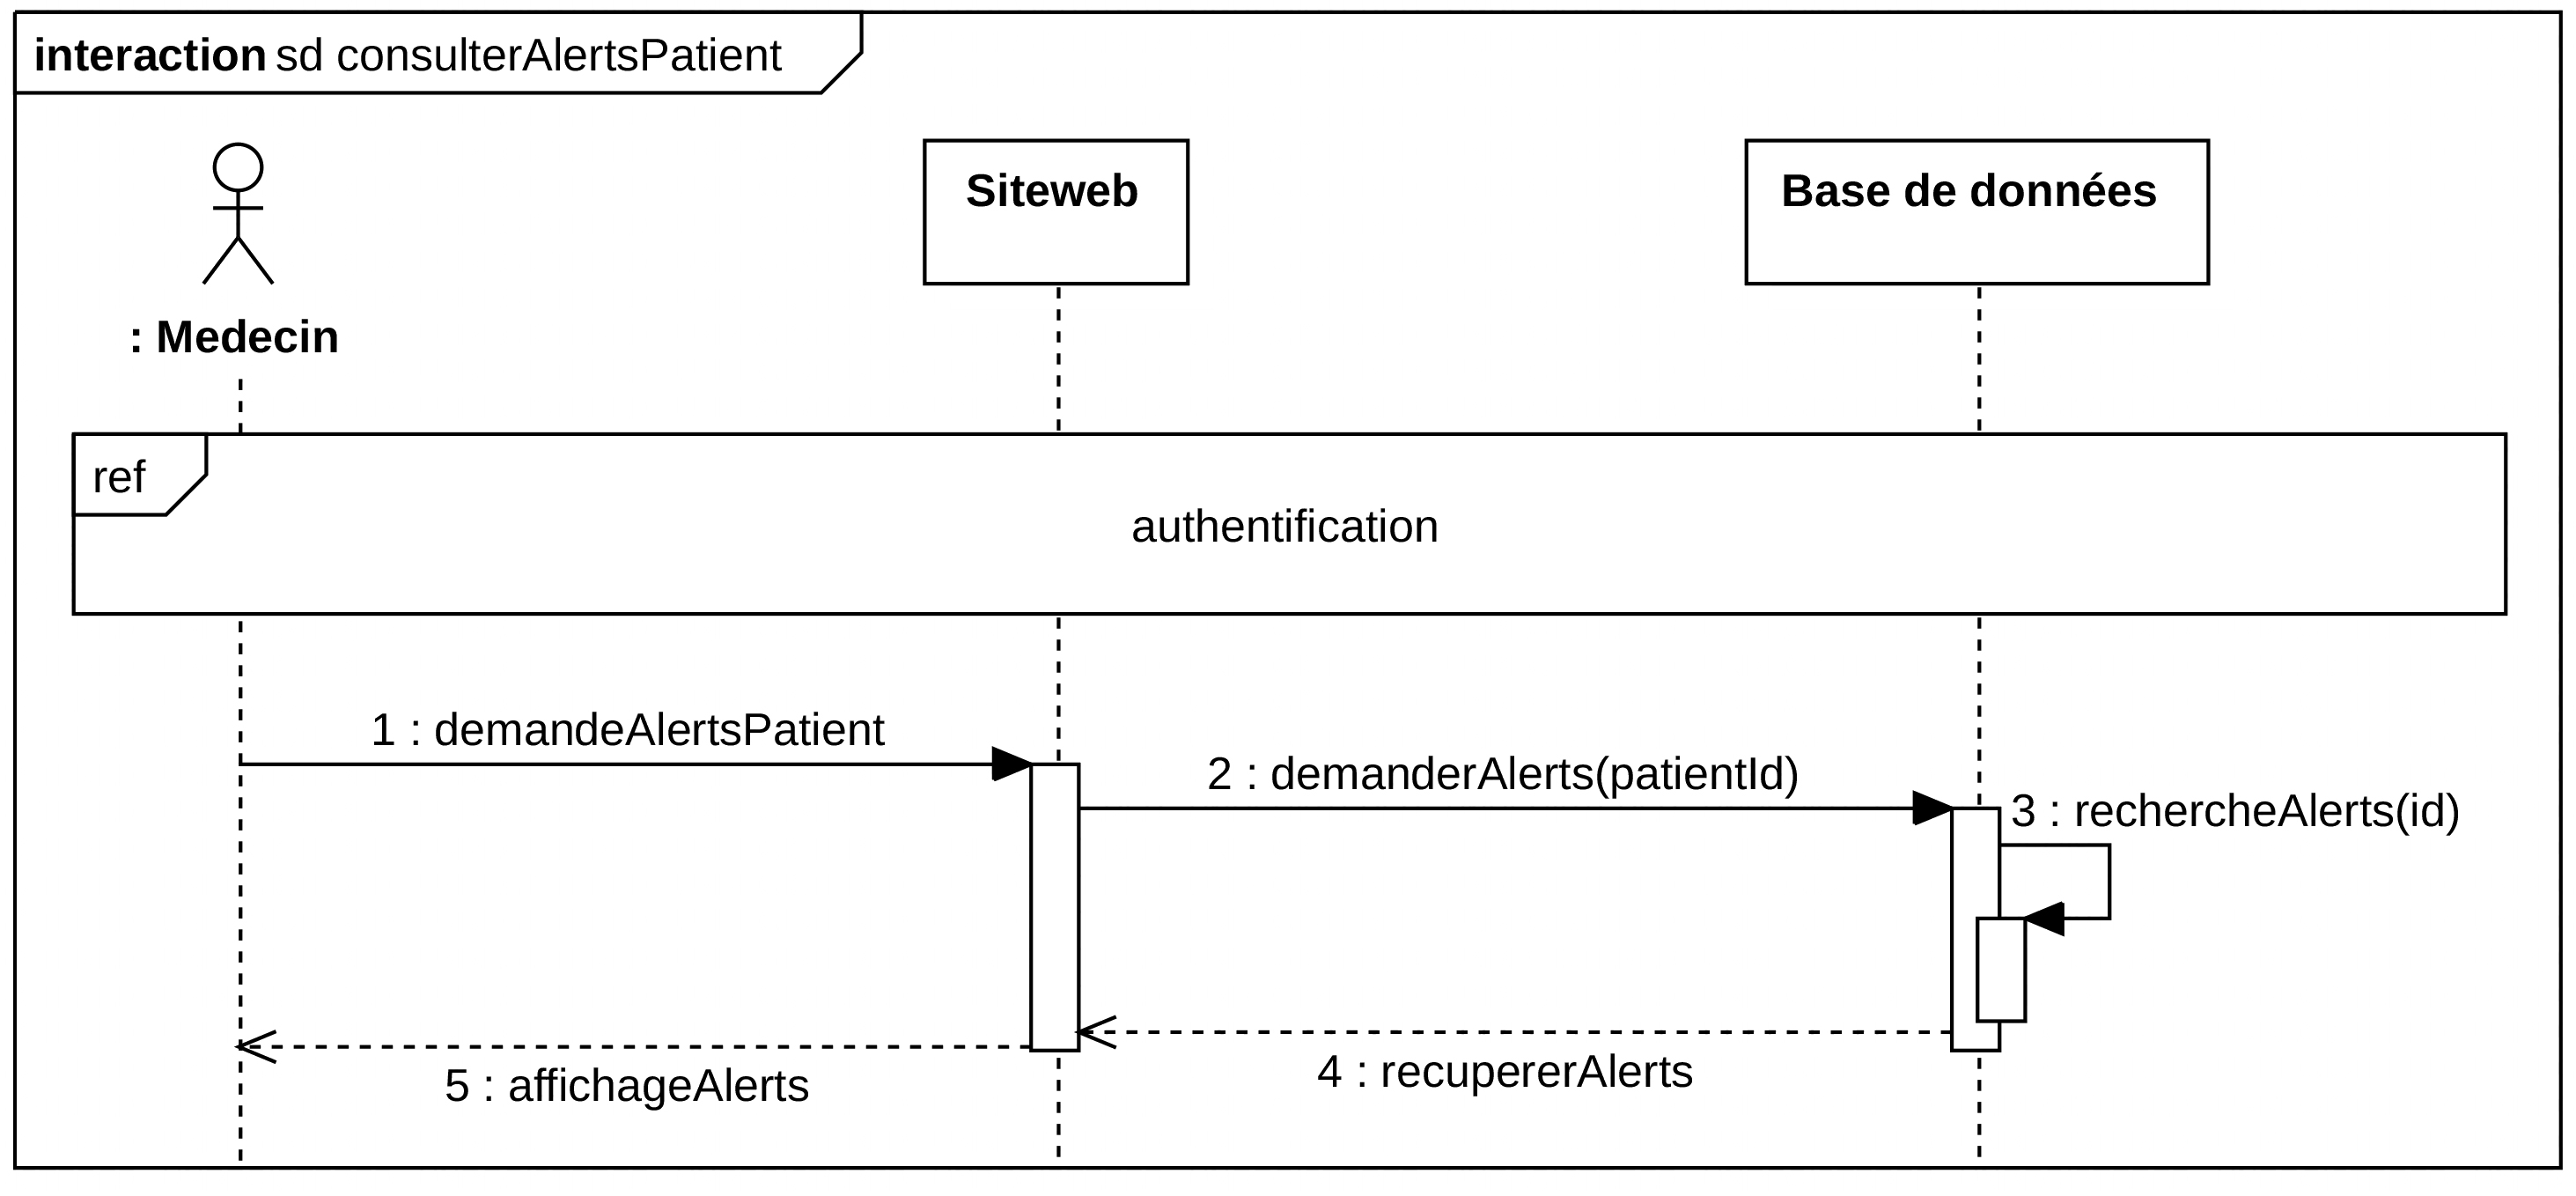 interaction sd consulterAlertsPatient
Siteweb
Base de données
: Medecin
ref
authentification
1 : demandeAlertsPatient
2 : demanderAlerts(patientId)
3 : rechercheAlerts(id)
4 : recupererAlerts
5 : affichageAlerts